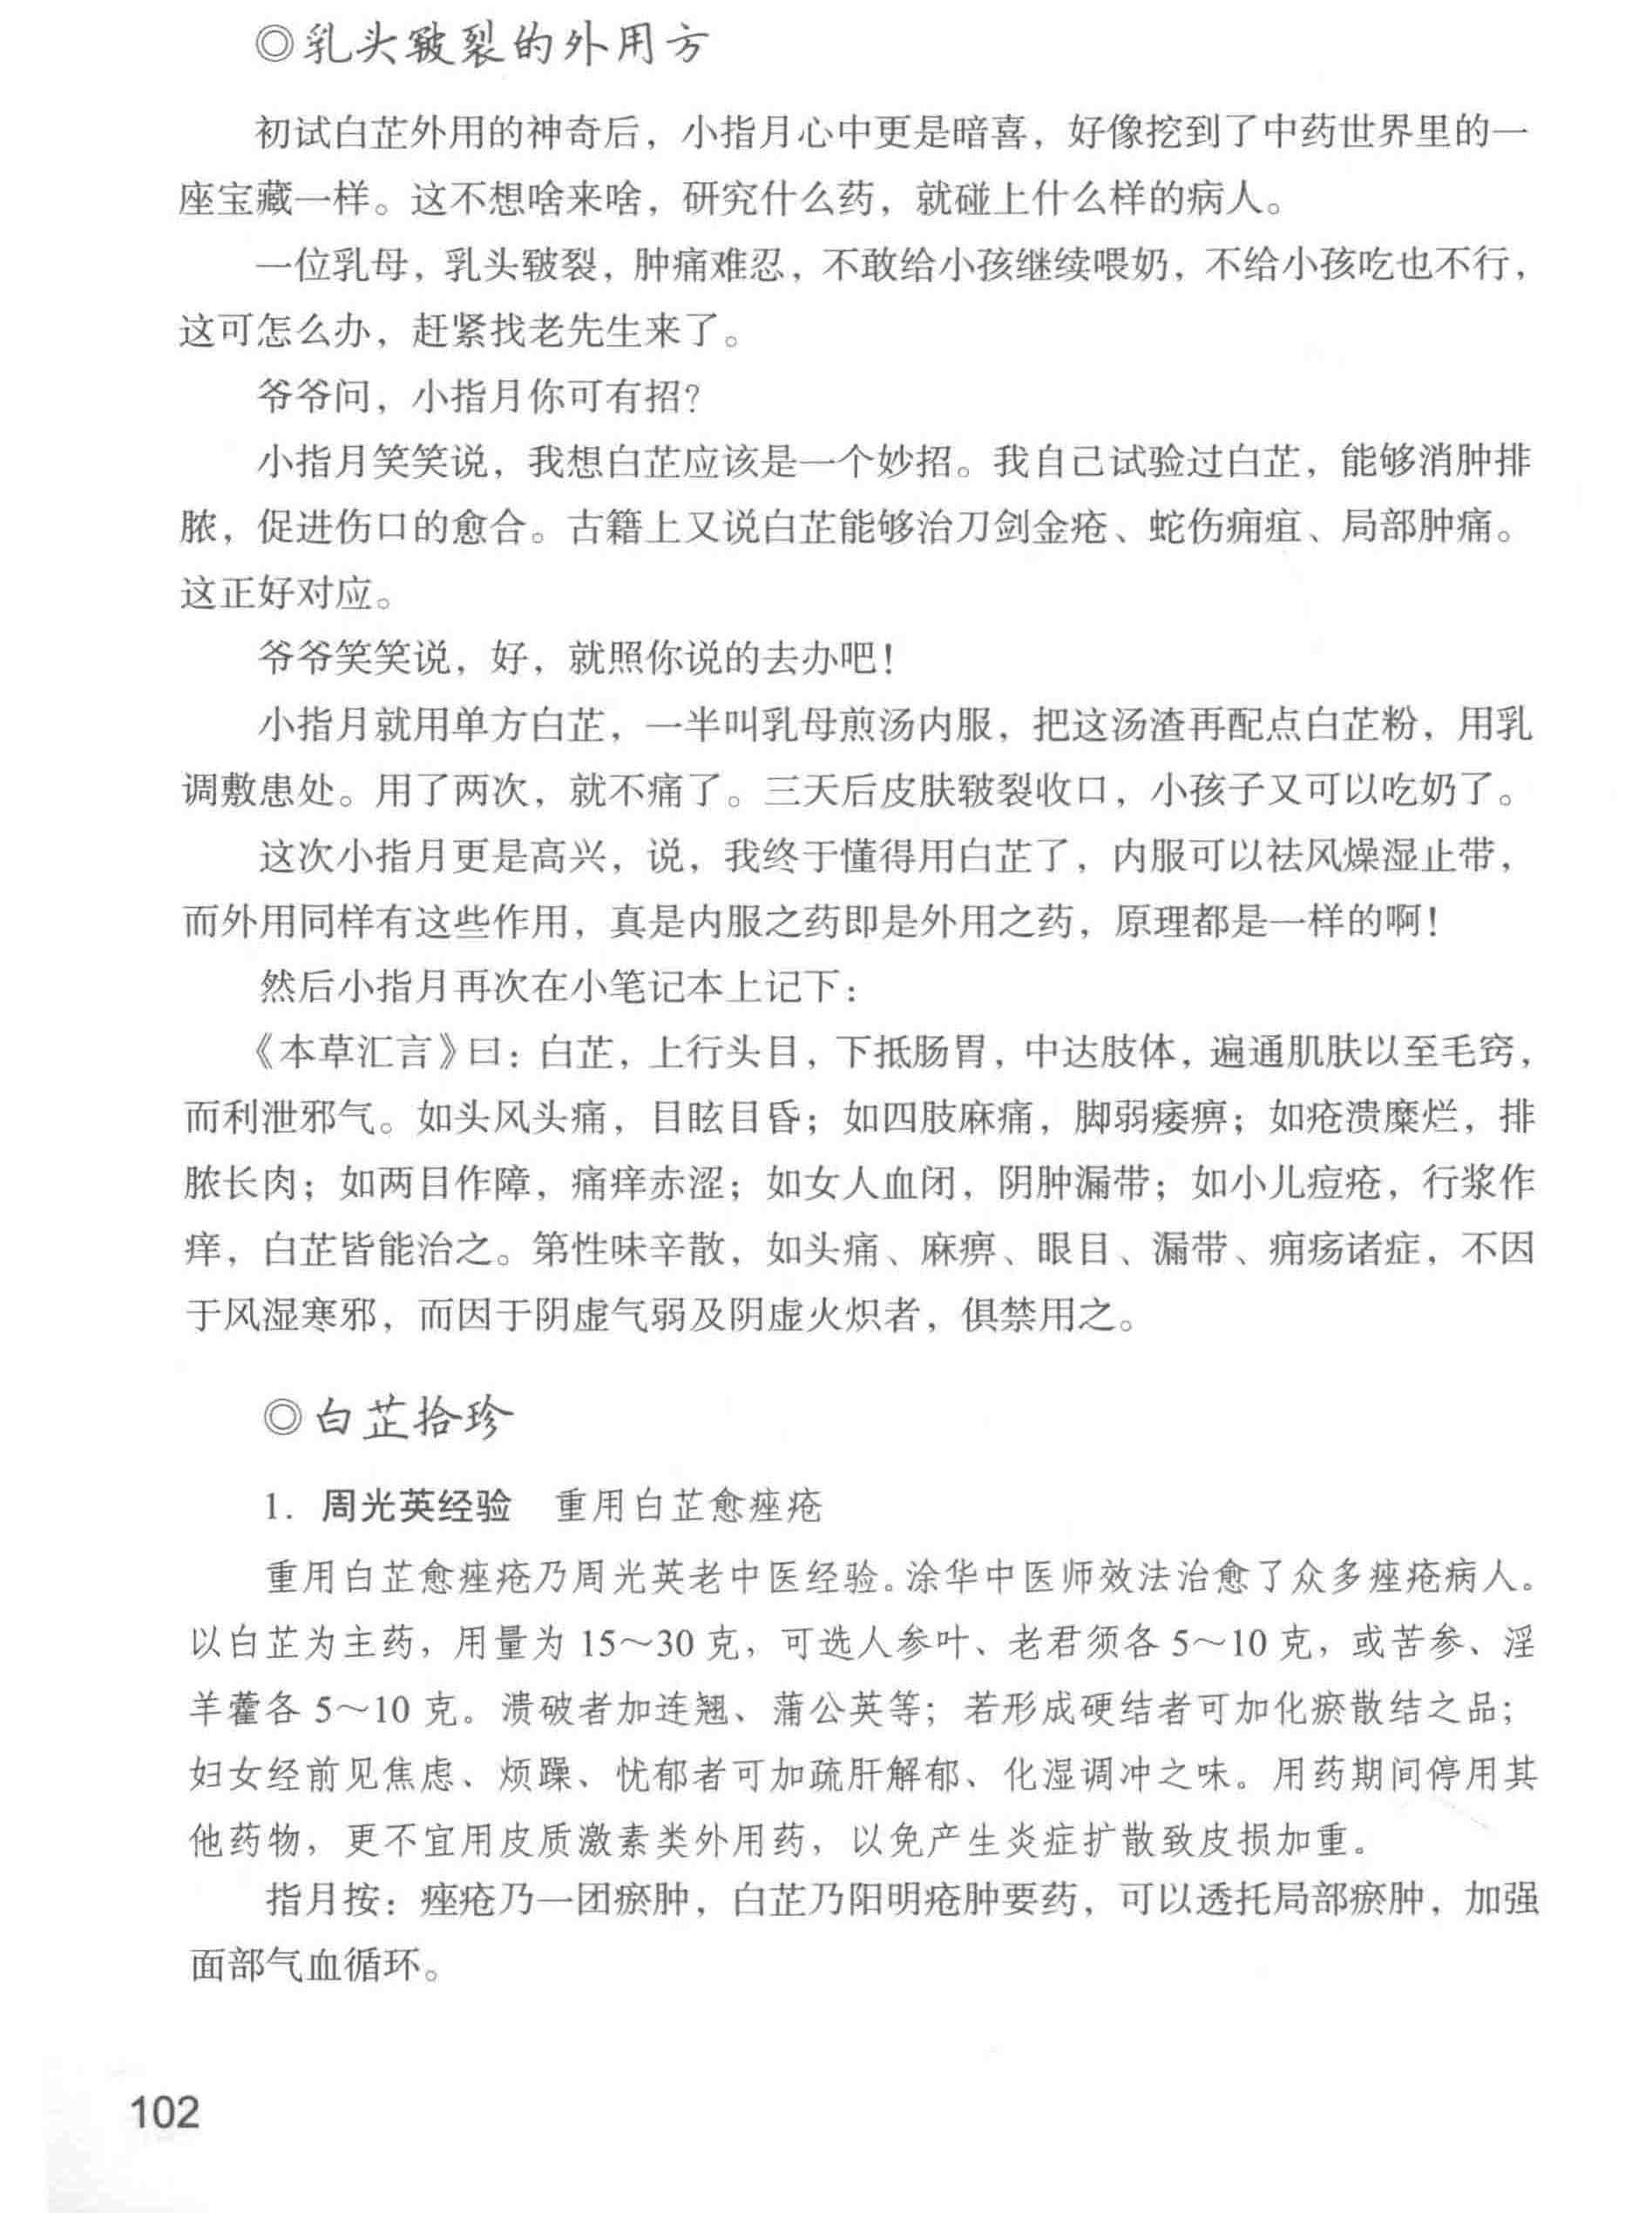 ◎乳头皲裂的外用方
初试白芷外用的神奇后，小指月心中更是暗喜，好像挖到了中药世界里的一
座宝藏一样。这不想啥来啥，研究什么药，就碰上什么样的病人。
一位乳母，乳头皲裂，肿痛难忍，不敢给小孩继续喂奶，不给小孩吃也不行，
这可怎么办，赶紧找老先生来了。
爷爷问，小指月你可有招？
小指月笑笑说，我想白芷应该是一个妙招。我自己试验过白芷，能够消肿排
脓，促进伤口的愈合。古籍上又说白芷能够治刀剑金疮、蛇伤痈疽、局部肿痛。
这正好对应。
爷爷笑笑说，好，就照你说的去办吧！
小指月就用单方白芷，一半叫乳母煎汤内服，把这汤渣再配点白芷粉，用乳
调敷患处。用了两次，就不痛了。三天后皮肤皲裂收口，小孩子又可以吃奶了。
这次小指月更是高兴，说，我终于懂得用白芷了，内服可以祛风燥湿止带，
而外用同样有这些作用，真是内服之药即是外用之药，原理都是一样的啊！
然后小指月再次在小笔记本上记下：
《本草汇言》曰：白芷，上行头目，下抵肠胃，中达肢体，遍通肌肤以至毛窍，
而利泄邪气。如头风头痛，目眩目昏；如四肢麻痛，脚弱痿痹；如疮溃糜烂，排
脓长肉；如两目作障，痛痒赤涩；如女人血闭，阴肿漏带；如小儿痘疮，行浆作
痒，白芷皆能治之。第性味辛散，如头痛、麻痹、眼目、漏带、痈疡诸症，不因
于风湿寒邪，而因于阴虚气弱及阴虚火炽者，俱禁用之。
◎白芷拾珍
1. 周光英经验 重用白芷愈痤疮
重用白芷愈痤疮乃周光英老中医经验。涂华中医师效法治愈了众多痤疮病人。
以白芷为主药，用量为 15～30 克，可选人参叶、老君须各 5～10 克，或苦参、淫
羊藿各 5～10 克。溃破者加连翘、蒲公英等；若形成硬结者可加化瘀散结之品；
妇女经前见焦虑、烦躁、忧郁者可加疏肝解郁、化湿调冲之味。用药期间停用其
他药物，更不宜用皮质激素类外用药，以免产生炎症扩散致皮损加重。
指月按：痤疮乃一团瘀肿，白芷乃阳明疮肿要药，可以透托局部瘀肿，加强
面部气血循环。
102